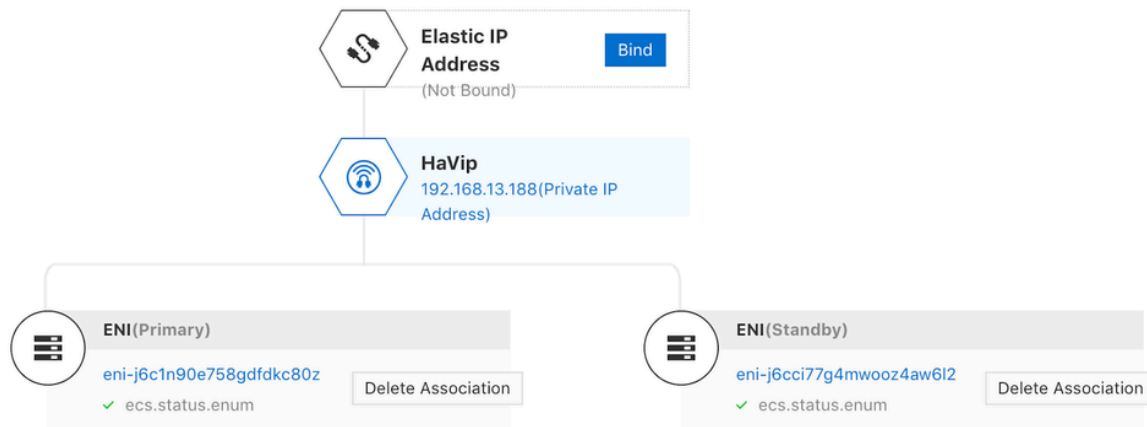 Elastic IP
Address
(Not Bound)
Bind
HaVip
192.168.13.188(Private IP
Address)
ENI(Primary)
eni-j6c1n90e758gdfdkc80z
Delete Association
ecs.status.enum
ENI(Standby)
eni-j6cci77g4mwooz4aw6l2
Delete Association
ecs.status.enum